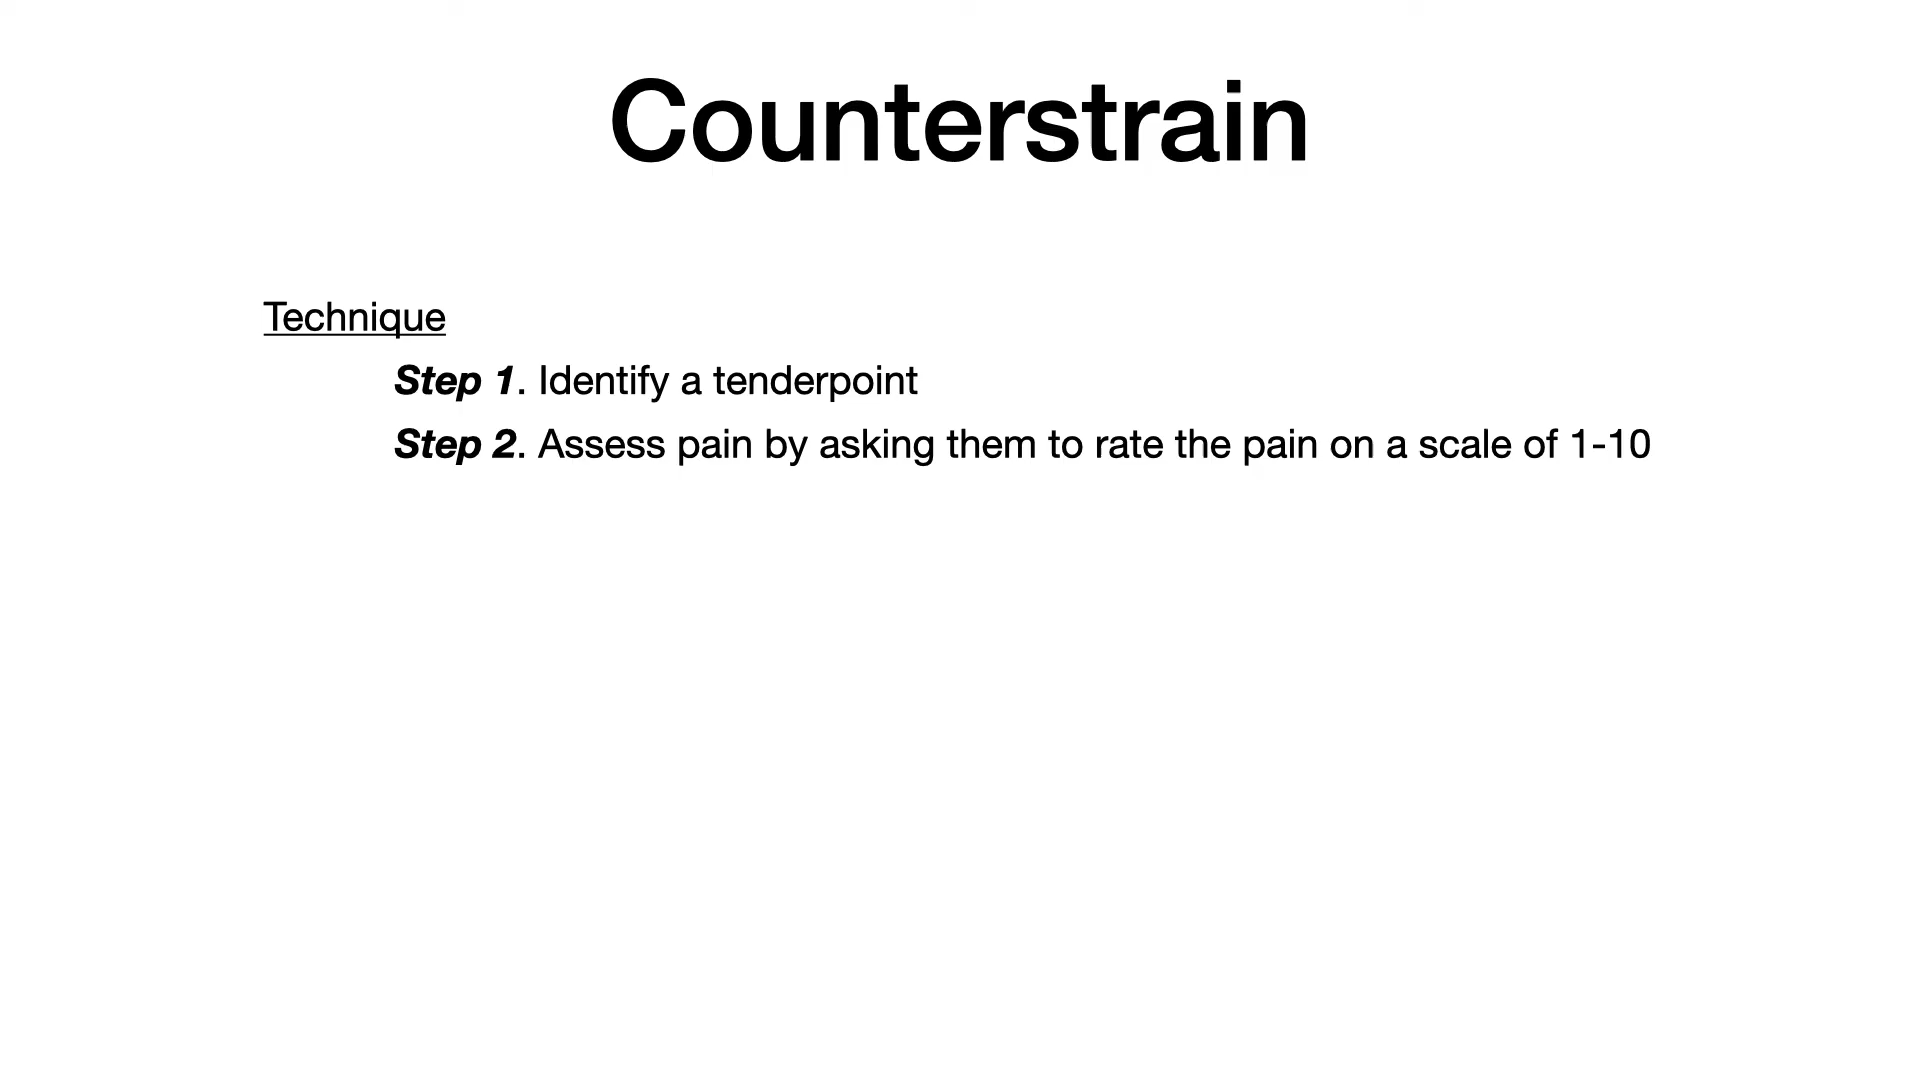 Counterstrain
Technique
Step 1. Identify a tenderpoint
Step 2. Assess pain by asking them to rate the pain on a scale of 1-10